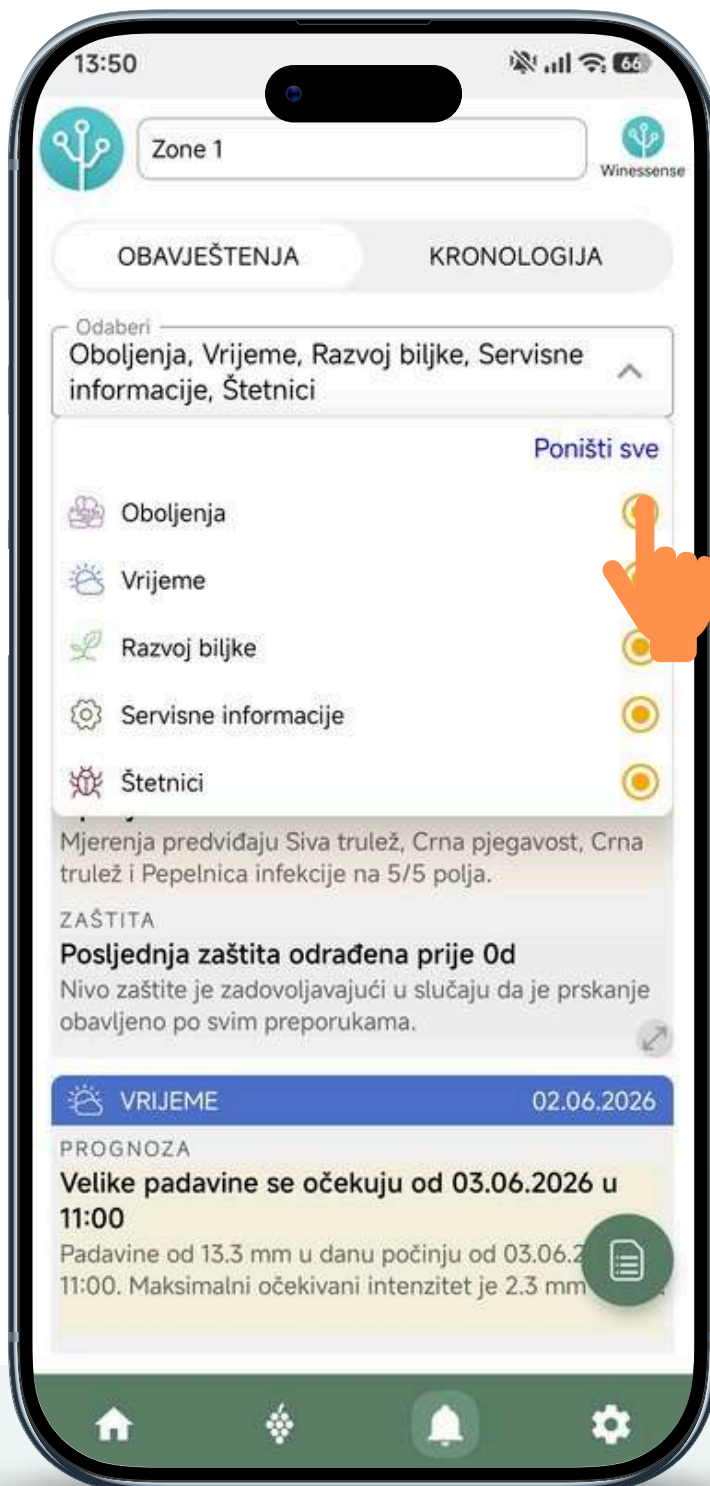 13:50
66
Zone 1
Winessense
OBAVJEŠTENJA
KRONOLOGIJA
Odaberi
Oboljenja, Vrijeme, Razvoj biljke, Servisne
informacije, Štetnici
Poništi sve
Oboljenja
Vrijeme
Razvoj biljke
Servisne informacije
Štetnici
Mjerenja predviđaju Siva trulež, Crna pjegavost, Crna
trulež i Pepelnica infekcije na 5/5 polja.
ZAŠTITA
Posljednja zaštita odrađena prije 0d
Nivo zaštite je zadovoljavajući u slučaju da je prskanje
obavljeno po svim preporukama.
VRIJEME
02.06.2026
PROGNOZA
Velike padavine se očekuju od 03.06.2026 u
11:00
Padavine od 13.3 mm u danu počinju od 03.06.2
11:00. Maksimalni očekivani intenzitet je 2.3 mm